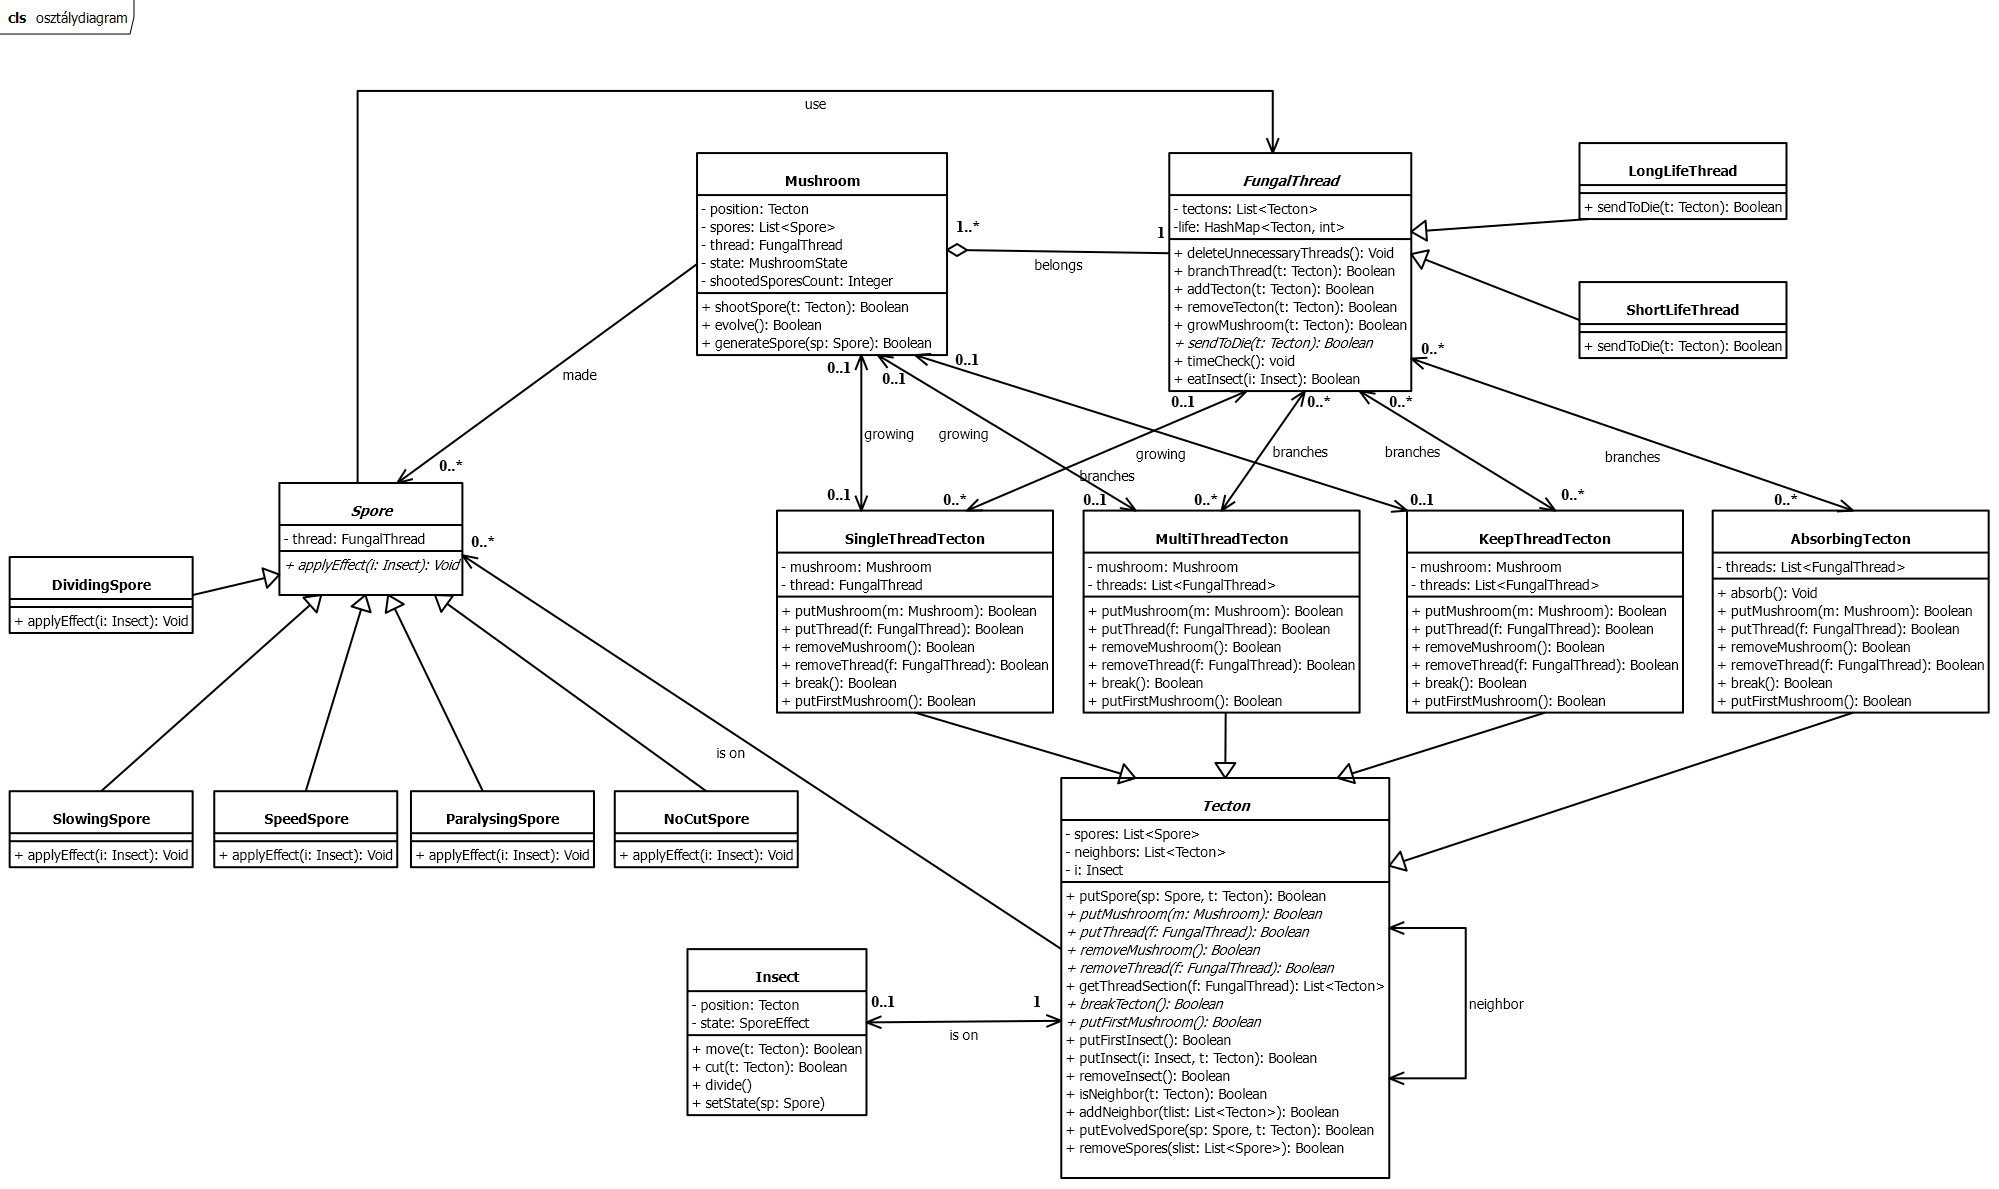 cls osztálydiagram
use
Mushroom
- position: Tecton
- spores: List<Spore>
- thread: FungalThread
- state: MushroomState
- shootedSporesCount: Integer
+ shootSpore(t: Tecton): Boolean
+ evolve(): Boolean
+ generateSpore(sp: Spore): Boolean
1..*
1
belongs
FungalThread
- tectons: List<Tecton>
-life: HashMap<Tecton, int>
+ deleteUnnecessaryThreads(): Void
+ branchThread(t: Tecton): Boolean
+ addTecton(t: Tecton): Boolean
+ removeTecton(t: Tecton): Boolean
+ growMushroom(t: Tecton): Boolean
+ sendToDie(t: Tecton): Boolean
+ timeCheck(): void
+ eatInsect(i: Insect): Boolean
LongLifeThread
+ sendToDie(t: Tecton): Boolean
ShortLifeThread
+ sendToDie(t: Tecton): Boolean
0..1
0..1
0..1
0..1
0..*
0..*
0..*
made
growing
growing
growing
branches
branches
branches
branches
0..*
0..1
0..*
0..1
0..*
0..1
0..*
0..*
Spore
- thread: FungalThread
+ applyEffect(i: Insect): Void
0..*
DividingSpore
+ applyEffect(i: Insect): Void
SingleThreadTecton
- mushroom: Mushroom
- thread: FungalThread
+ putMushroom(m: Mushroom): Boolean
+ putThread(f: FungalThread): Boolean
+ removeMushroom(): Boolean
+ removeThread(f: FungalThread): Boolean
+ break(): Boolean
+ putFirstMushroom(): Boolean
MultiThreadTecton
- mushroom: Mushroom
- threads: List<FungalThread>
+ putMushroom(m: Mushroom): Boolean
+ putThread(f: FungalThread): Boolean
+ removeMushroom(): Boolean
+ removeThread(f: FungalThread): Boolean
+ break(): Boolean
+ putFirstMushroom(): Boolean
KeepThreadTecton
- mushroom: Mushroom
- threads: List<FungalThread>
+ putMushroom(m: Mushroom): Boolean
+ putThread(f: FungalThread): Boolean
+ removeMushroom(): Boolean
+ removeThread(f: FungalThread): Boolean
+ break(): Boolean
+ putFirstMushroom(): Boolean
AbsorbingTecton
- threads: List<FungalThread>
+ absorb(): Void
+ putMushroom(m: Mushroom): Boolean
+ putThread(f: FungalThread): Boolean
+ removeMushroom(): Boolean
+ removeThread(f: FungalThread): Boolean
+ break(): Boolean
+ putFirstMushroom(): Boolean
is on
SlowingSpore
+ applyEffect(i: Insect): Void
SpeedSpore
+ applyEffect(i: Insect): Void
ParalysingSpore
+ applyEffect(i: Insect): Void
NoCutSpore
+ applyEffect(i: Insect): Void
Tecton
- spores: List<Spore>
- neighbors: List<Tecton>
- i: Insect
+ putSpore(sp: Spore, t: Tecton): Boolean
+ putMushroom(m: Mushroom): Boolean
+ putThread(f: FungalThread): Boolean
+ removeMushroom(): Boolean
+ removeThread(f: FungalThread): Boolean
+ getThreadSection(f: FungalThread): List<Tecton>
+ breakTecton(): Boolean
+ putFirstMushroom(): Boolean
+ putFirstInsect(): Boolean
+ putInsect(i: Insect, t: Tecton): Boolean
+ removeInsect(): Boolean
+ isNeighbor(t: Tecton): Boolean
+ addNeighbor(tlist: List<Tecton>): Boolean
+ putEvolvedSpore(sp: Spore, t: Tecton): Boolean
+ removeSpores(slist: List<Spore>): Boolean
neighbor
Insect
- position: Tecton
- state: SporeEffect
+ move(t: Tecton): Boolean
+ cut(t: Tecton): Boolean
+ divide()
+ setState(sp: Spore)
0..1
1
is on